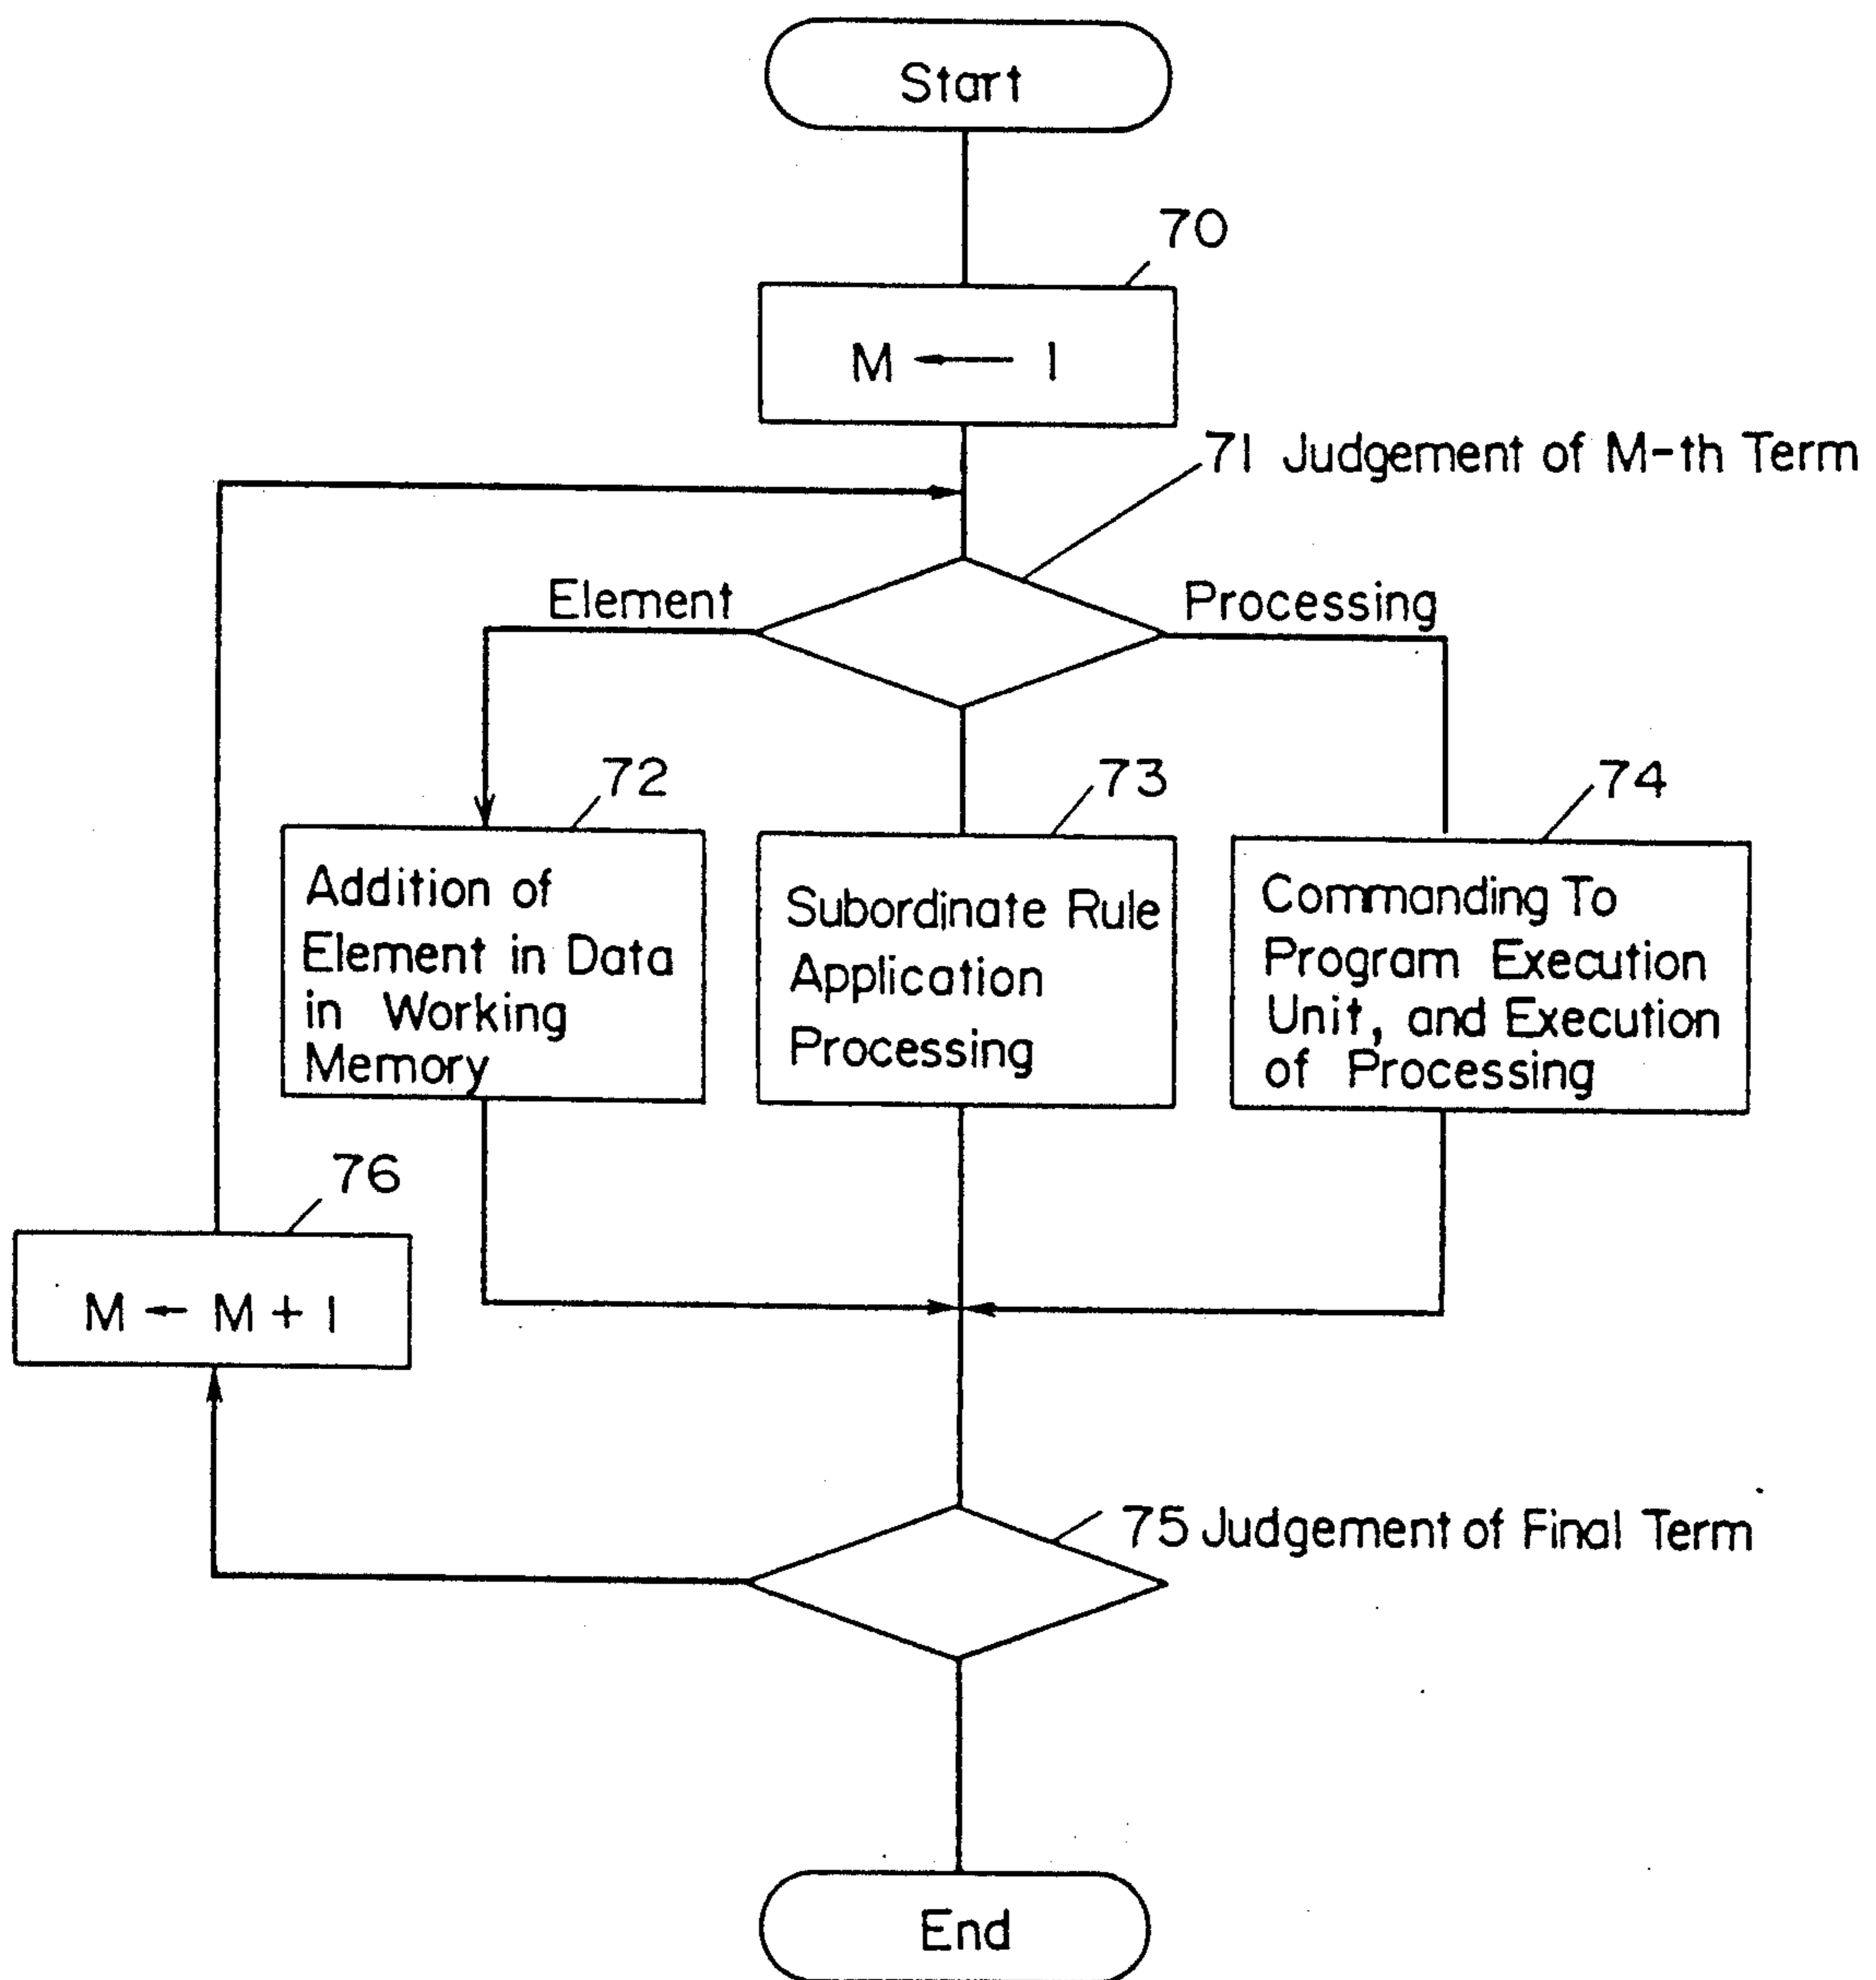 Start
70
M ← 1
71 Judgement of M-th Term
Element
Processing
72
73
74
Addition of
Element in Data
in Working
Memory
Subordinate Rule
Application
Processing
Commanding To
Program Execution
Unit, and Execution
of Processing
76
M ← M + 1
75 Judgement of Final Term
End